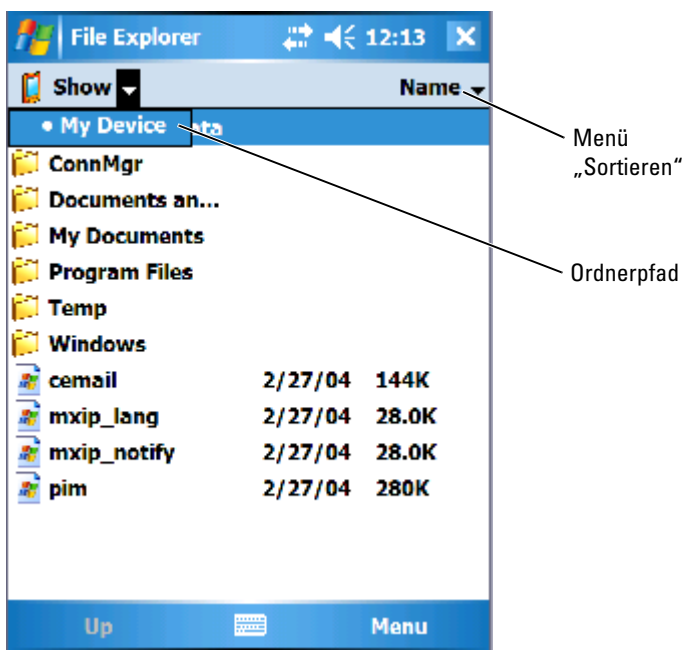 File Explorer 12:13
Show Name
• My Device ata
ConnMgr
Documents an...
My Documents
Program Files
Temp
Windows
cemail 2/27/04 144K
mxip_lang 2/27/04 28.0K
mxip_notify 2/27/04 28.0K
pim 2/27/04 280K
Up Menu
Menü
„Sortieren“
Ordnerpfad